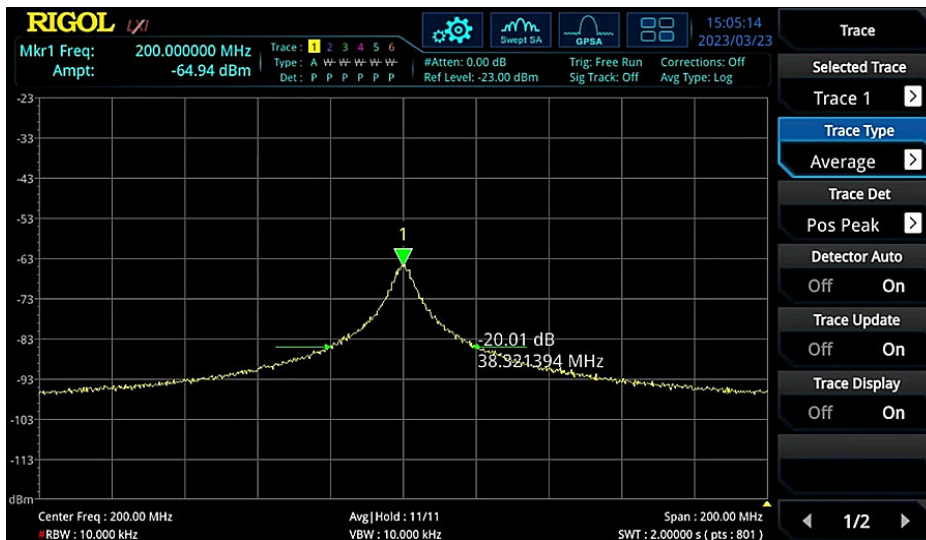 RIGOL LXI
Swept SA
GPSA
15:05:14
2023/03/23
Mkr1 Freq: 200.000000 MHz
Ampt: -64.94 dBm
Trace : 1 2 3 4 5 6
Type : A W W W W W
Det : P P P P P P
#Atten: 0.00 dB
Ref Level: -23.00 dBm
Trig: Free Run
Sig Track: Off
Corrections: Off
Avg Type: Log
-23
-33
-43
-53
-63
-73
-83
-93
-103
-113
dBm
1
-20.01 dB
38.321394 MHz
Center Freq : 200.00 MHz
#RBW : 10.000 kHz
Avg|Hold : 11/11
VBW : 10.000 kHz
Span : 200.00 MHz
SWT : 2.00000 s ( pts : 801 )
Trace
Selected Trace
Trace 1 >
Trace Type
Average >
Trace Det
Pos Peak >
Detector Auto
Off On
Trace Update
Off On
Trace Display
Off On
1/2